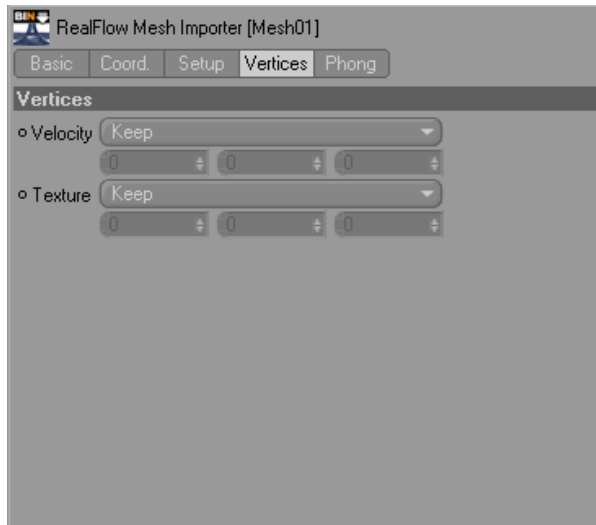 BIN
RealFlow Mesh Importer [Mesh01]
Basic Coord. Setup Vertices Phong
Vertices
Velocity Keep
0 0 0
Texture Keep
0 0 0